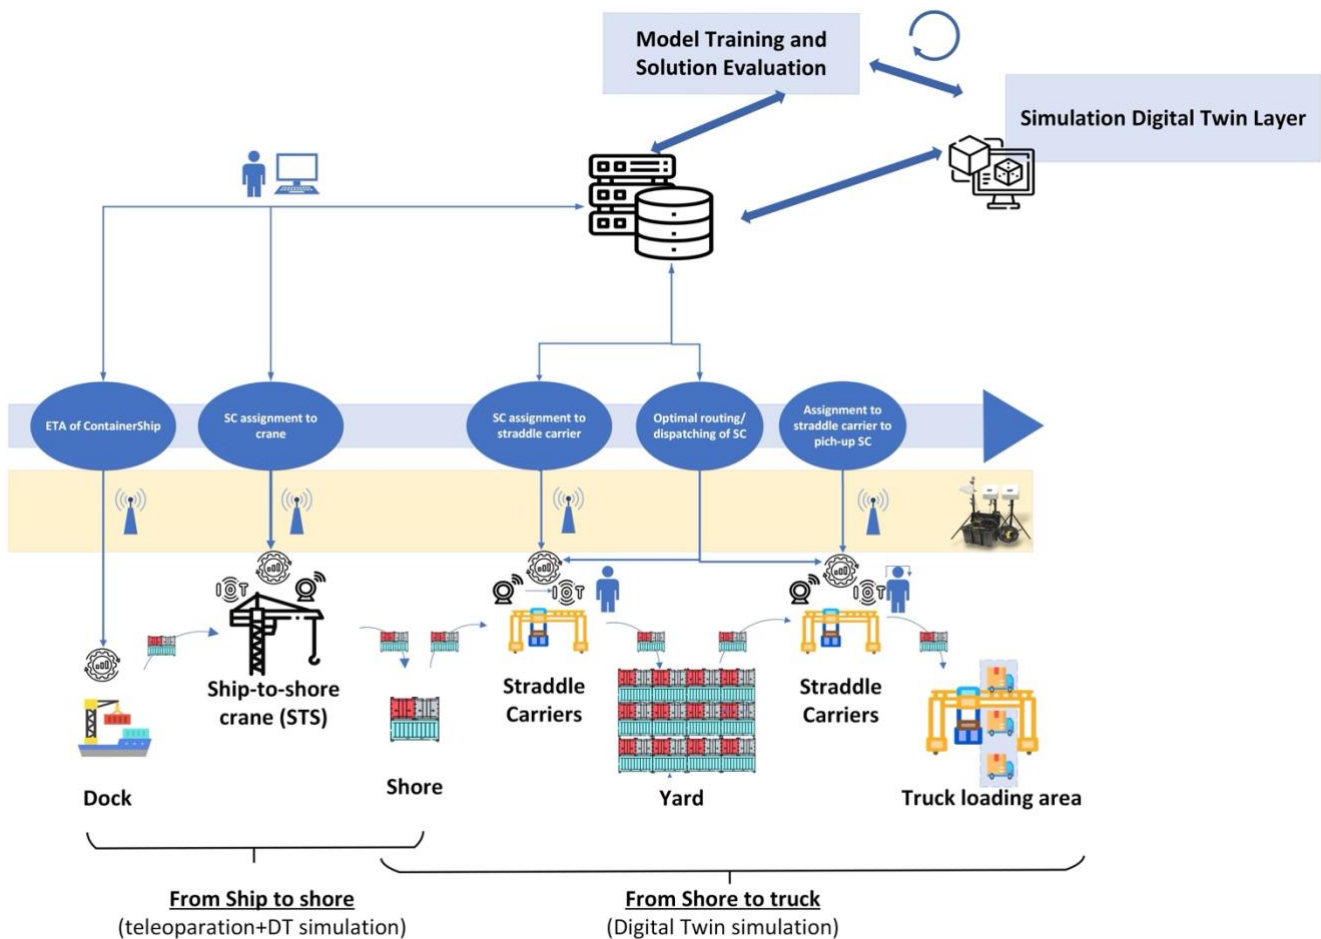 Model Training and
Solution Evaluation
Simulation Digital Twin Layer
ETA of ContainerShip
SC assignment to
crane
SC assignment to
straddle carrier
Optimal routing/
dispatching of SC
Assignment to
straddle carrier to
pich-up SC
IOT
IOT
IOT
Ship-to-shore
crane (STS)
Straddle
Carriers
Straddle
Carriers
Dock
Shore
Yard
Truck loading area
From Ship to shore
(teleoparation+DT simulation)
From Shore to truck
(Digital Twin simulation)